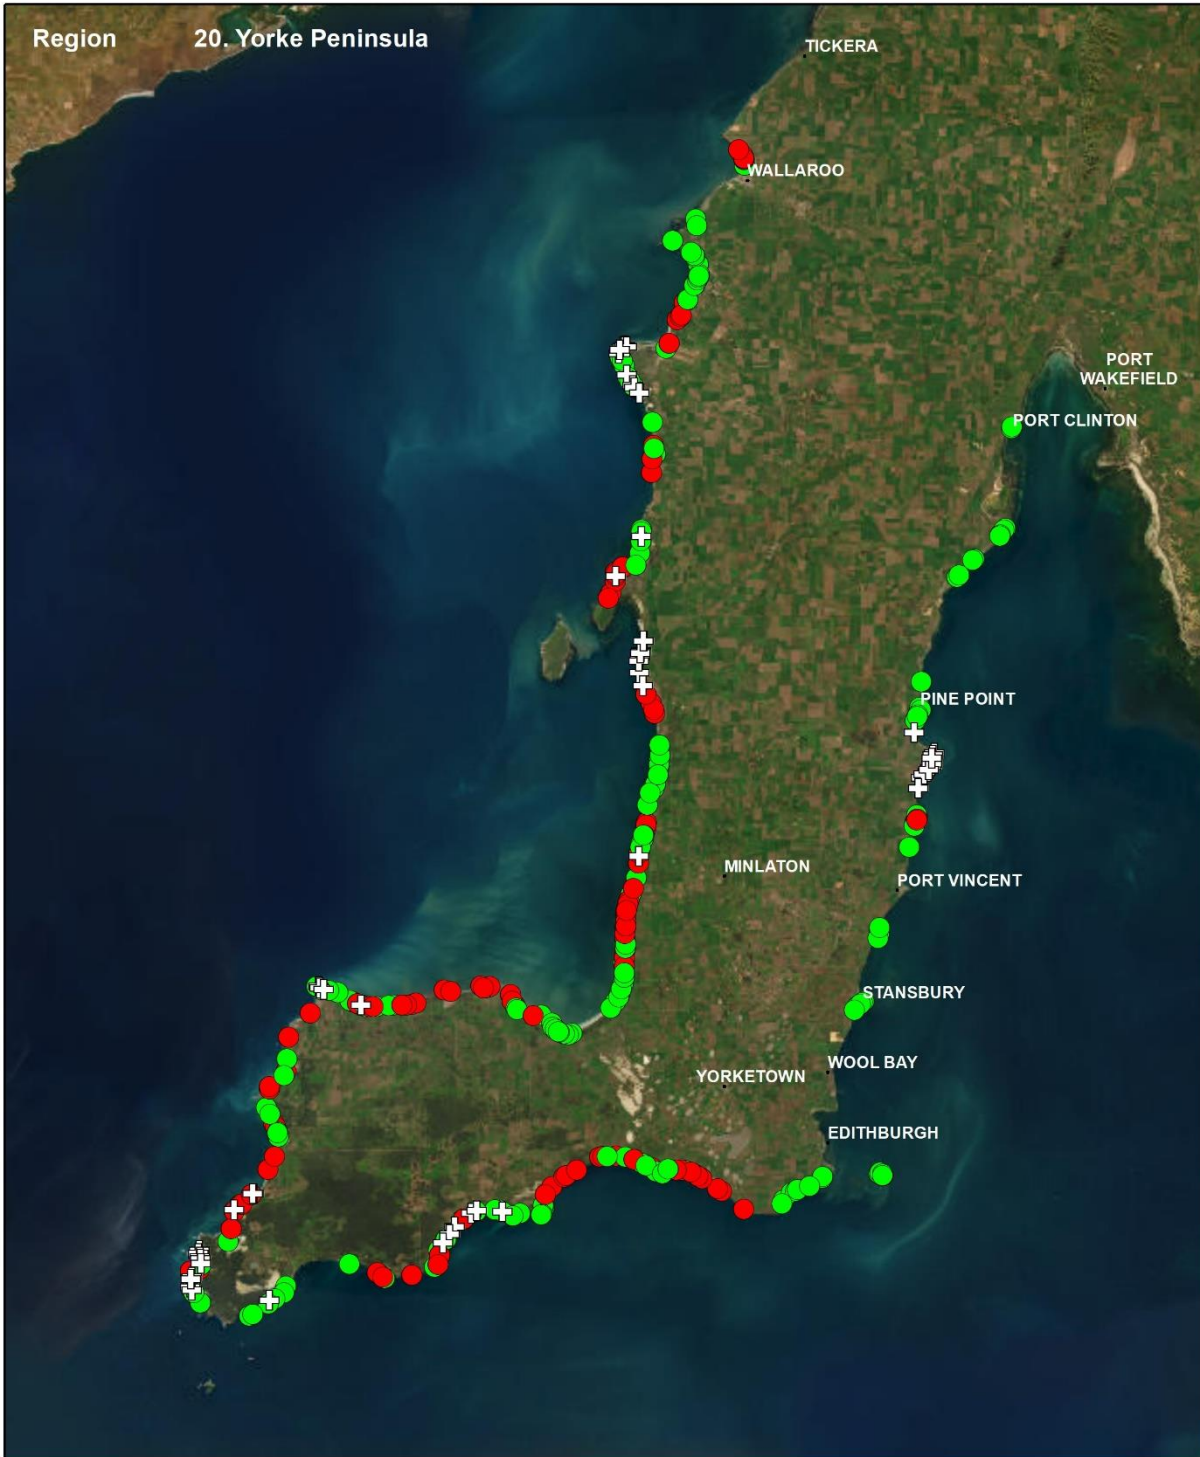 Region 20. Yorke Peninsula
TICKERA
WALLAROO
PORT
WAKEFIELD
PORT CLINTON
PINE POINT
MINLATON
PORT VINCENT
STANSBURY
WOOL BAY
YORKETOWN
EDITHBURGH